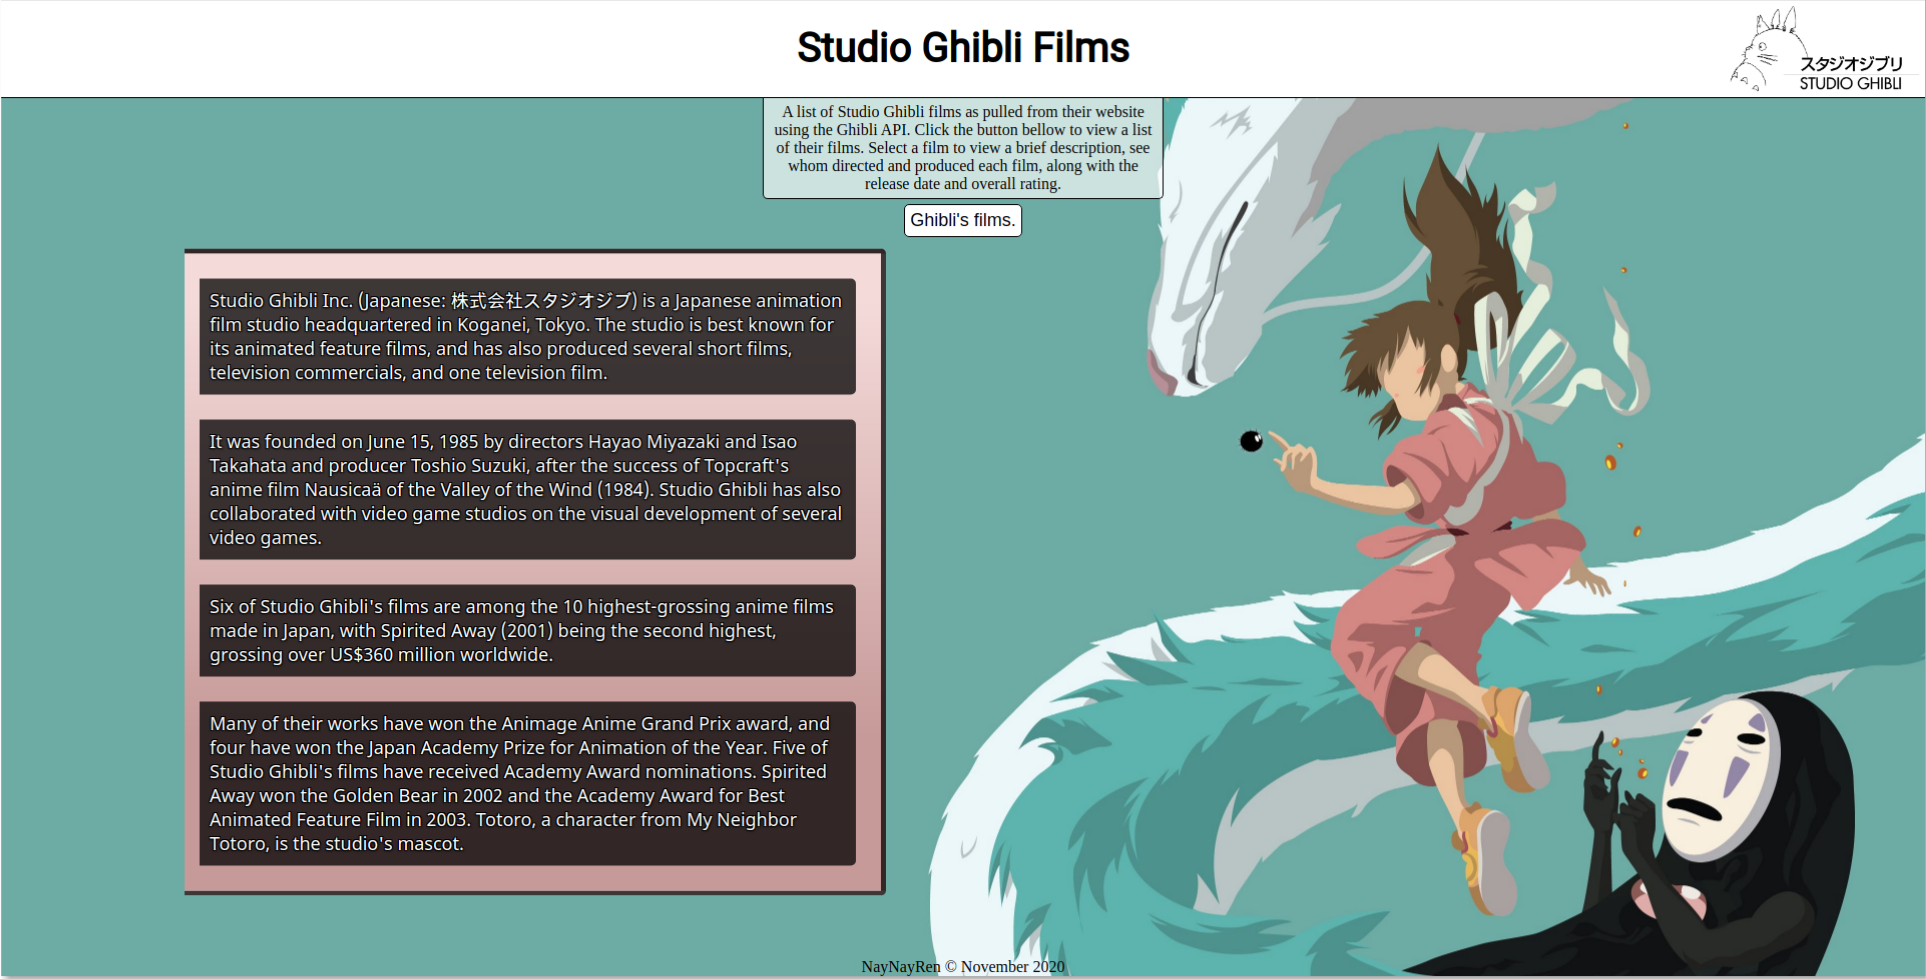 Studio Ghibli Films
スタジオジブリ
STUDIO GHIBLI
A list of Studio Ghibli films as pulled from their website
using the Ghibli API. Click the button bellow to view a list
of their films. Select a film to view a brief description, see
whom directed and produced each film, along with the
release date and overall rating.
Ghibli's films.
Studio Ghibli Inc. (Japanese: 株式会社スタジオジブ) is a Japanese animation
film studio headquartered in Koganei, Tokyo. The studio is best known for
its animated feature films, and has also produced several short films,
television commercials, and one television film.
It was founded on June 15, 1985 by directors Hayao Miyazaki and Isao
Takahata and producer Toshio Suzuki, after the success of Topcraft's
anime film Nausicaä of the Valley of the Wind (1984). Studio Ghibli has also
collaborated with video game studios on the visual development of several
video games.
Six of Studio Ghibli's films are among the 10 highest-grossing anime films
made in Japan, with Spirited Away (2001) being the second highest,
grossing over US$360 million worldwide.
Many of their works have won the Animage Anime Grand Prix award, and
four have won the Japan Academy Prize for Animation of the Year. Five of
Studio Ghibli's films have received Academy Award nominations. Spirited
Away won the Golden Bear in 2002 and the Academy Award for Best
Animated Feature Film in 2003. Totoro, a character from My Neighbor
Totoro, is the studio's mascot.
NayNayRen © November 2020